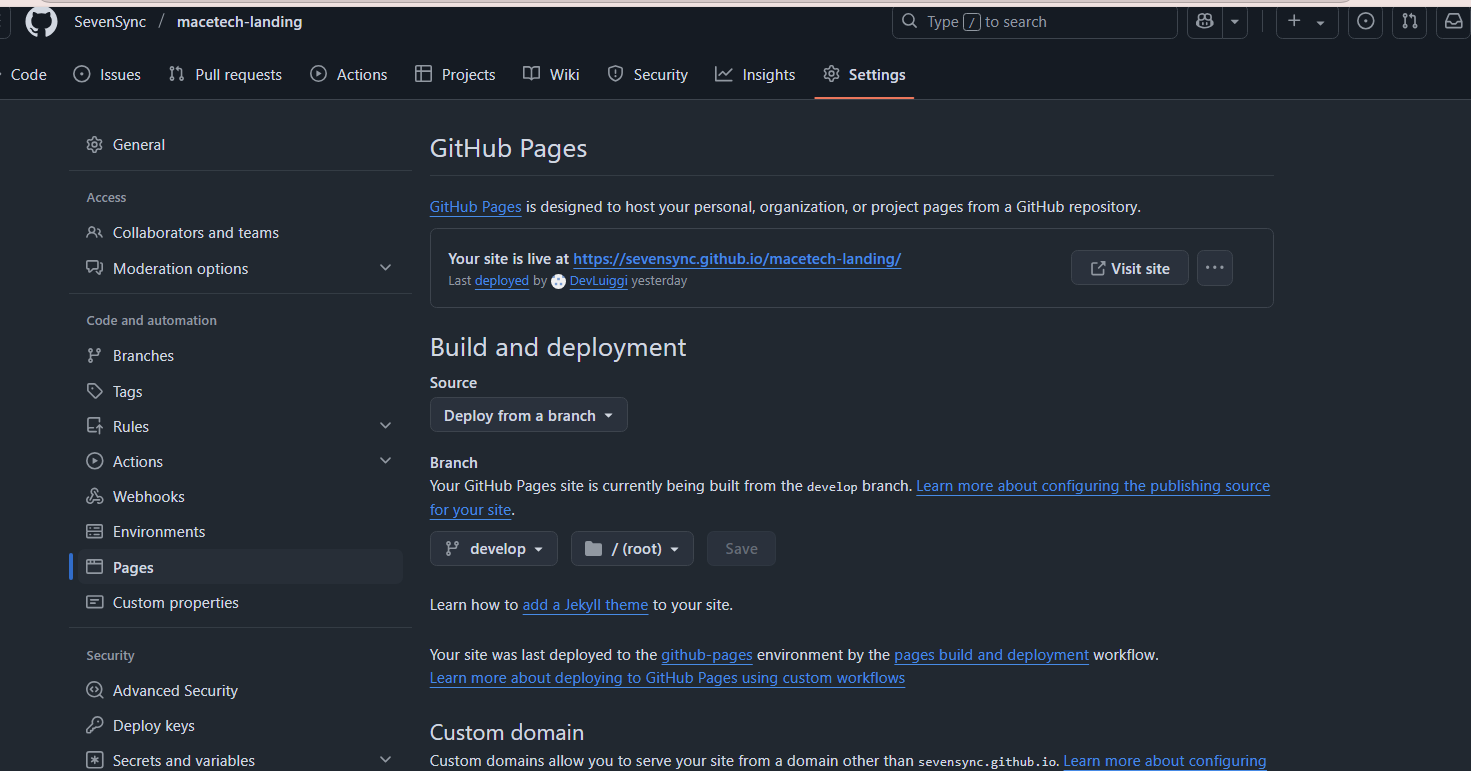 SevenSync / macetech-landing
Type / to search
Code
Issues
Pull requests
Actions
Projects
Wiki
Security
Insights
Settings
General
Access
Collaborators and teams
Moderation options
Code and automation
Branches
Tags
Rules
Actions
Webhooks
Environments
Pages
Custom properties
Security
Advanced Security
Deploy keys
Secrets and variables
GitHub Pages
GitHub Pages is designed to host your personal, organization, or project pages from a GitHub repository.
Your site is live at https://sevensync.github.io/macetech-landing/
Last deployed by DevLuiggi yesterday
Visit site
Build and deployment
Source
Deploy from a branch
Branch
Your GitHub Pages site is currently being built from the develop branch. Learn more about configuring the publishing source
for your site.
develop
/ (root)
Save
Learn how to add a Jekyll theme to your site.
Your site was last deployed to the github-pages environment by the pages build and deployment workflow.
Learn more about deploying to GitHub Pages using custom workflows
Custom domain
Custom domains allow you to serve your site from a domain other than sevensync.github.io. Learn more about configuring